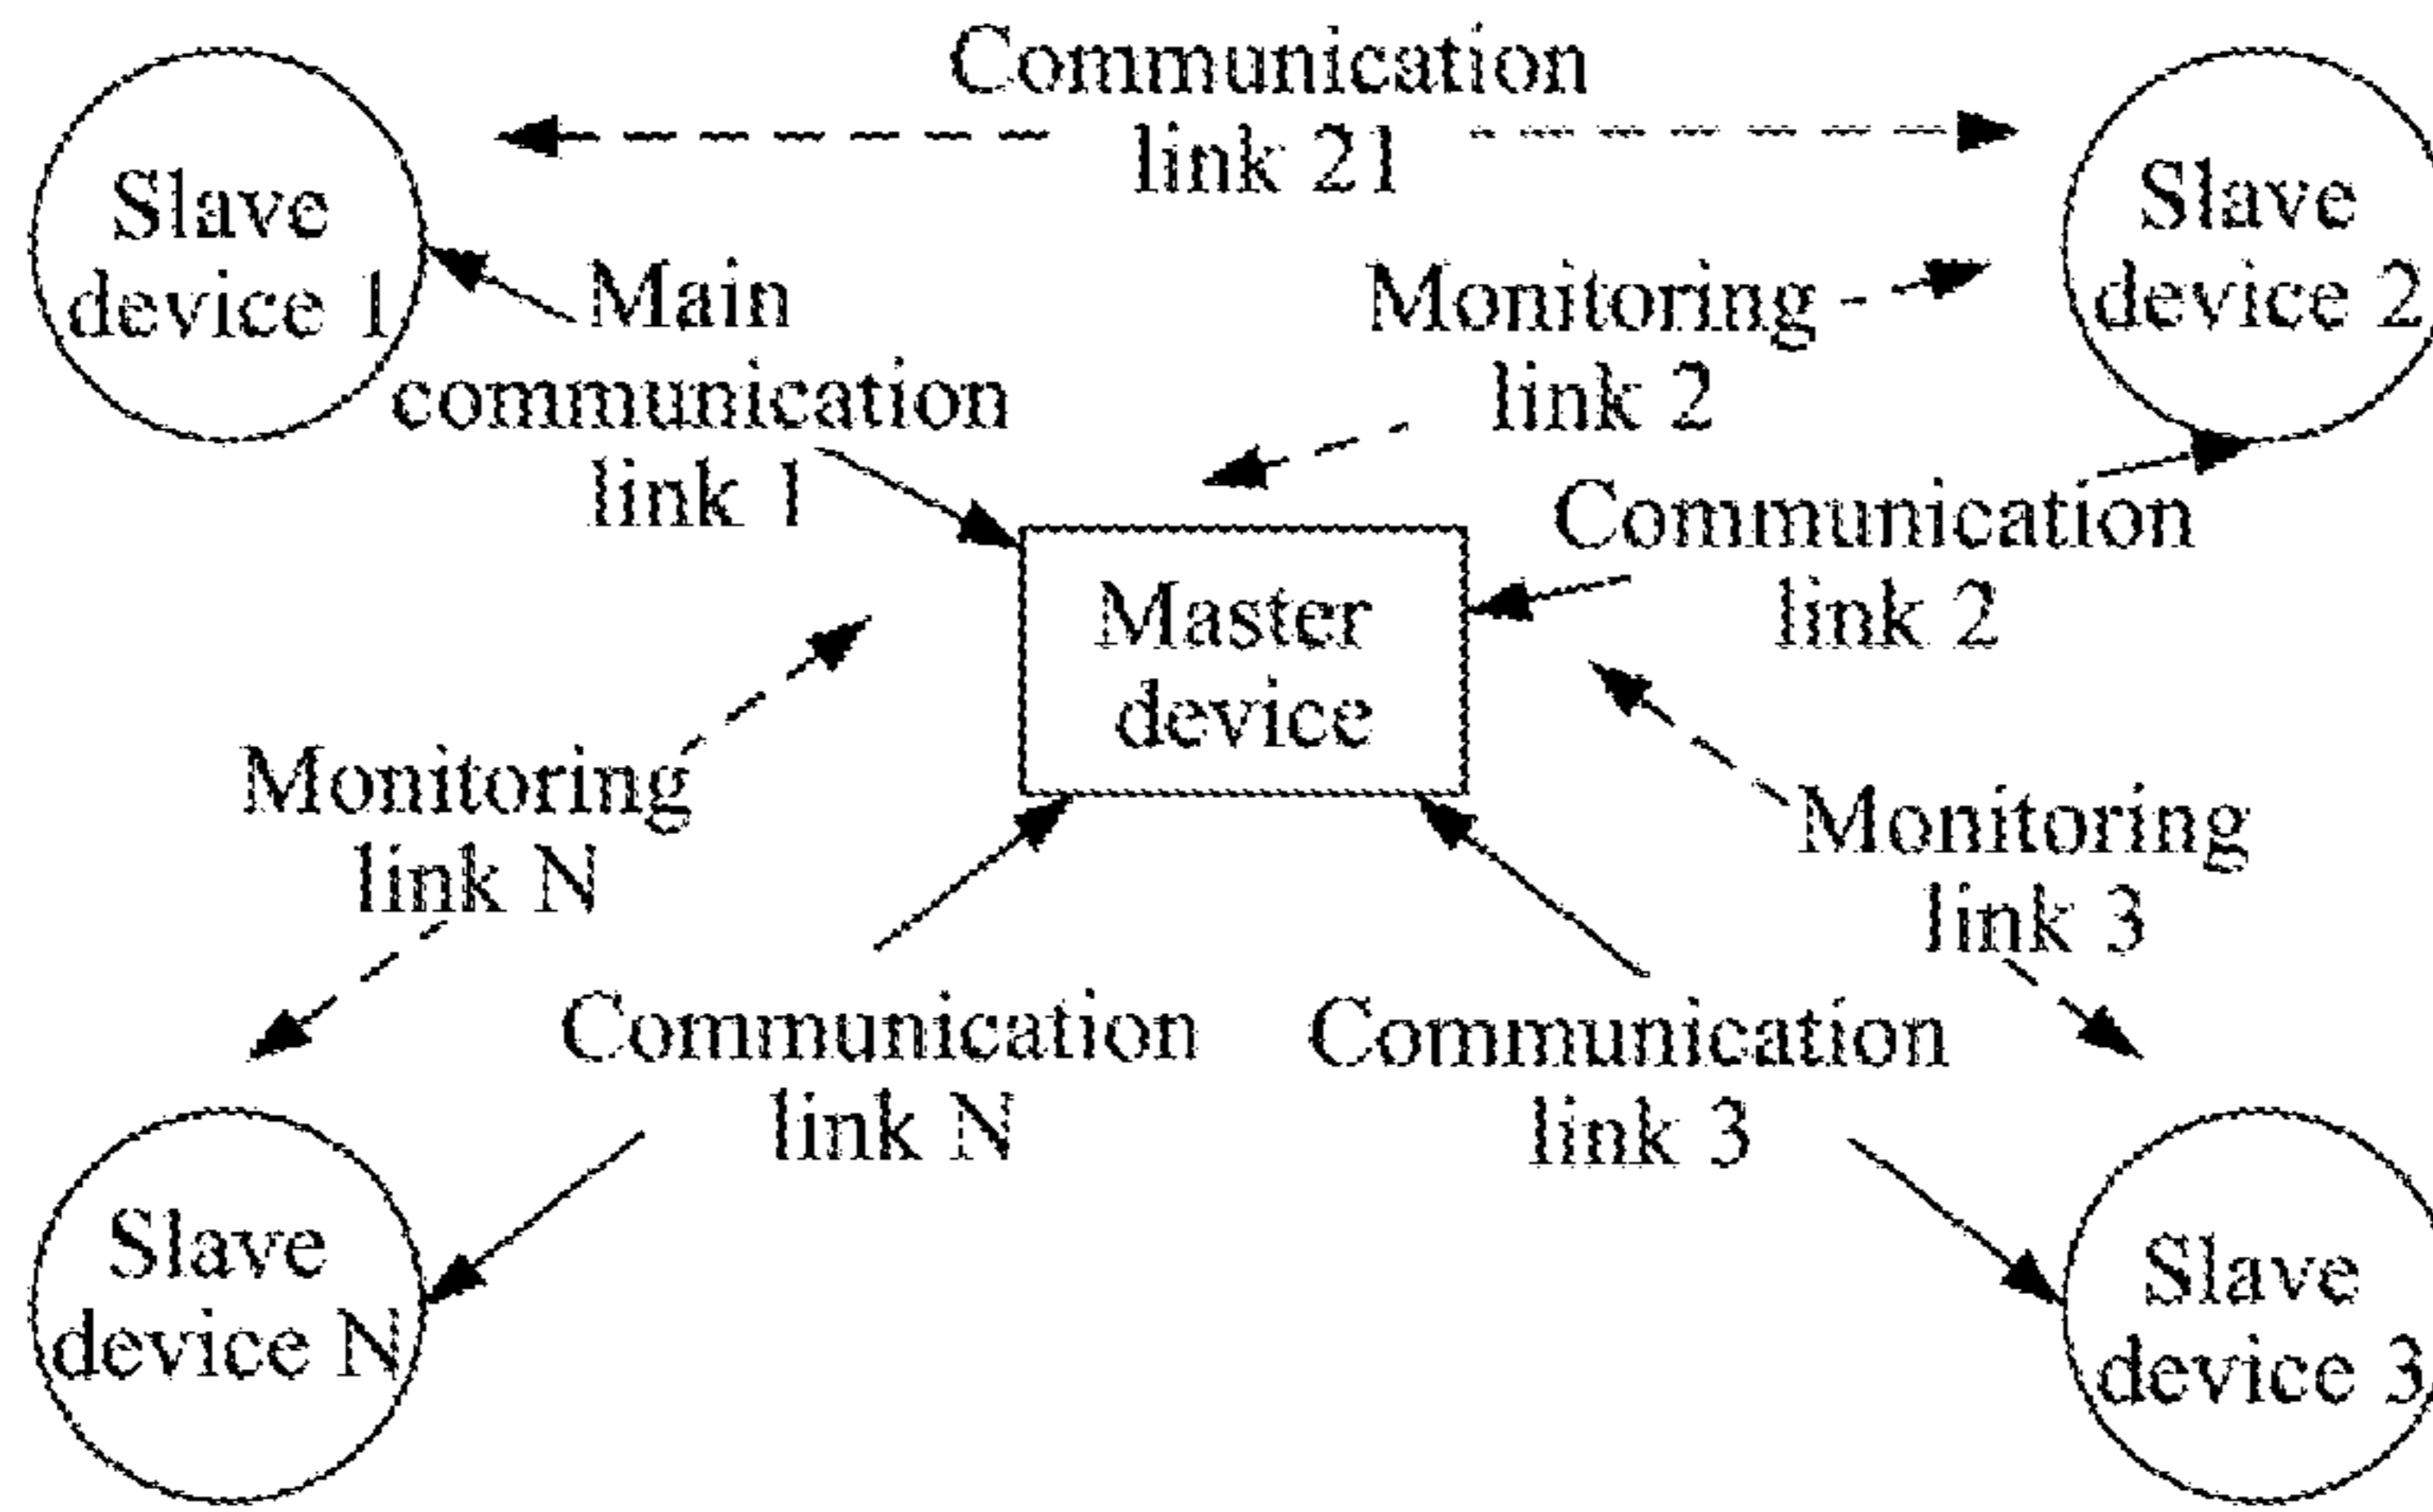 Communication
link 21
Slave
device 1
Slave
device 2
Main
communication
link 1
Monitoring
link 2
Communication
link 2
Master
device
Monitoring
link N
Monitoring
link 3
Communication
link N
Communication
link 3
Slave
device N
Slave
device 3